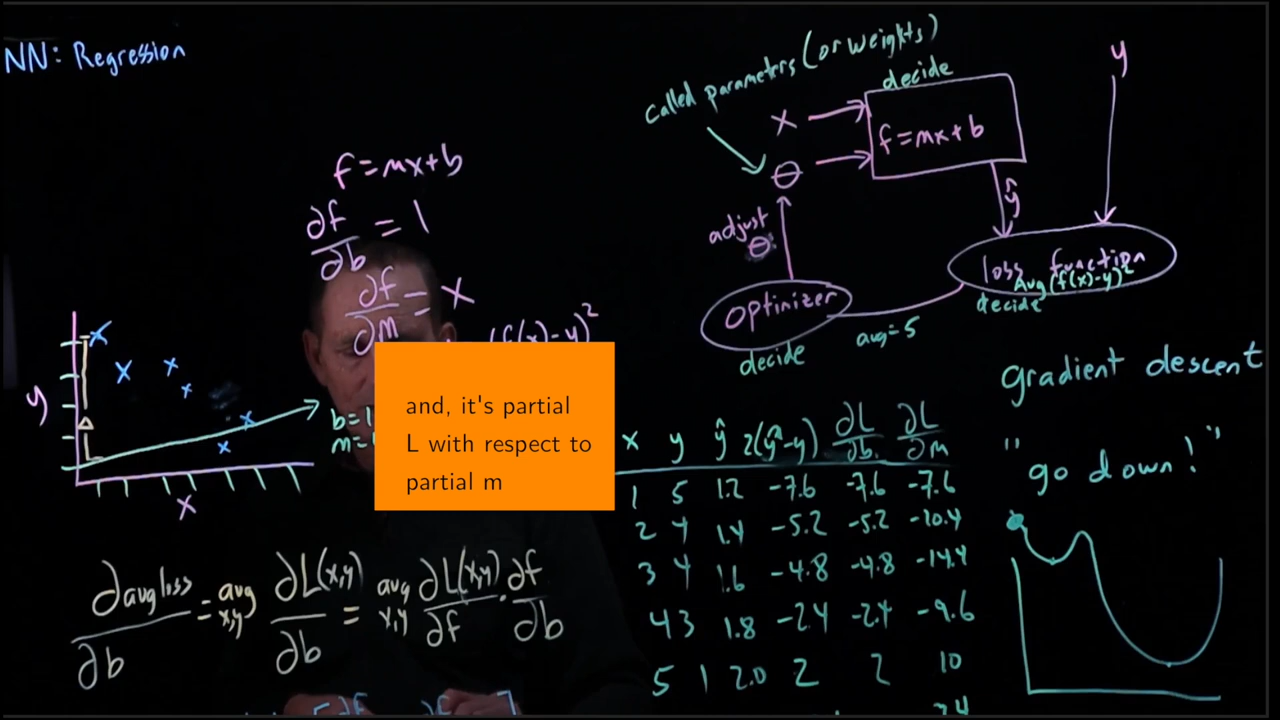 NN: Regression
f=mx+b
∂f/∂b = 1
∂f/∂m = x
(f(x)-y)²
and, it's partial
L with respect to
partial m
y
x
b=1
m=
∂avgloss/∂b = avg x,y ∂L(x,y)/∂b = avg x,y ∂L(x,y)/∂f · ∂f/∂b
called parameters (or weights)
decide
x
θ
f=mx+b
y
ŷ
adjust
θ
optimizer
decide
loss function
Avg(f(x)-y)²
decide
avg=5
x y ŷ 2(ŷ-y) ∂L/∂b ∂L/∂m
1 5 1.2 -7.6 -7.6 -7.6
2 4 1.4 -5.2 -5.2 -10.4
3 4 1.6 -4.8 -4.8 -14.4
4 3 1.8 -2.4 -2.4 -9.6
5 1 2.0 2 2 10
gradient descent
"go down!"